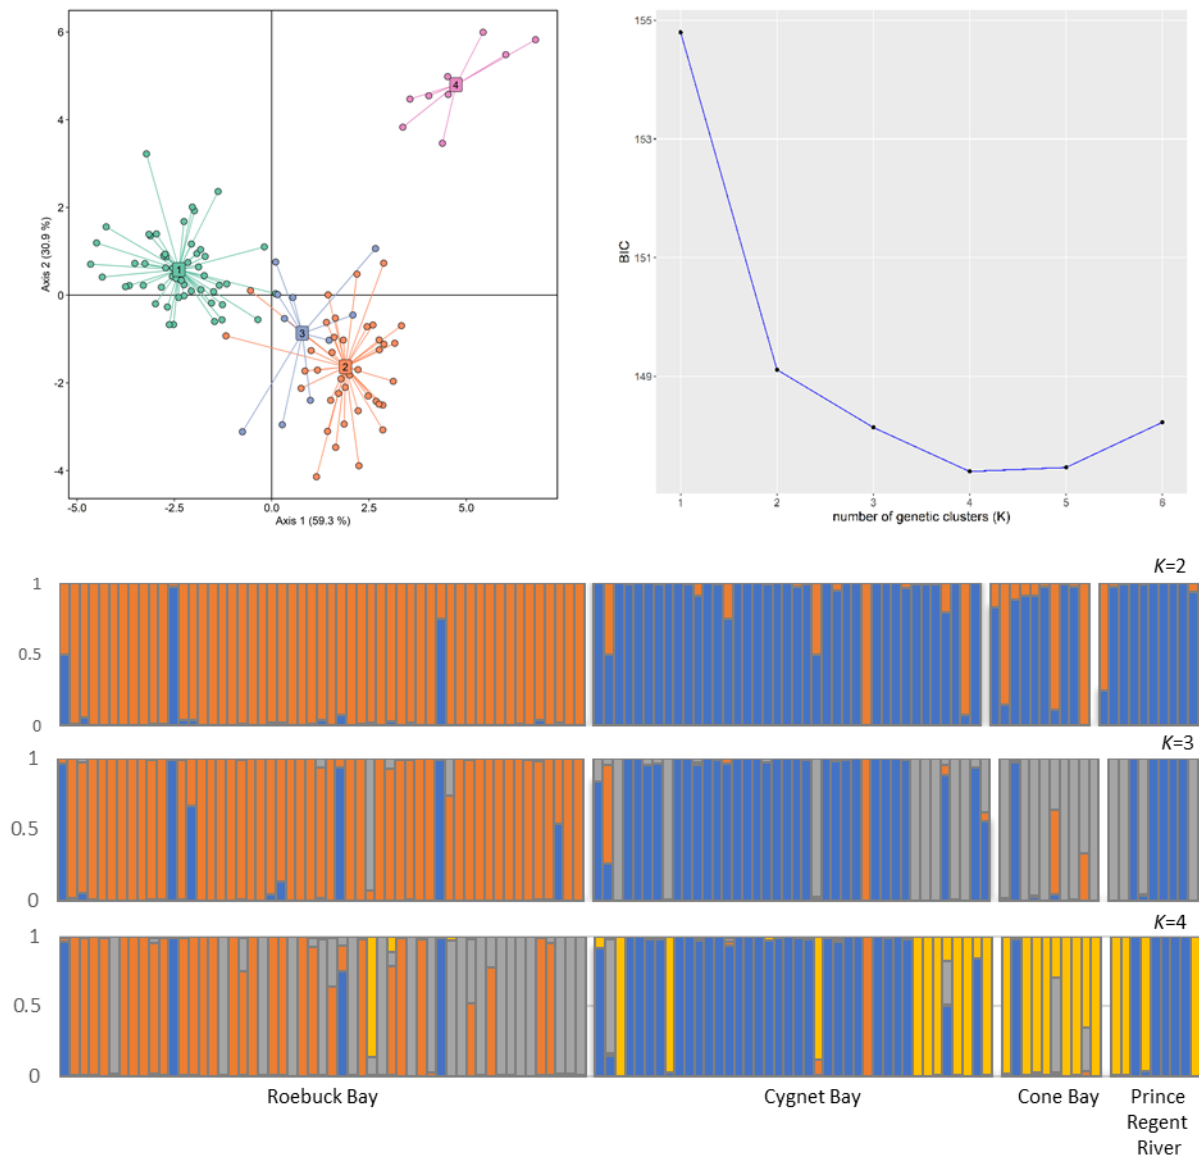 6
4
2
0
-2
-4
Axis 2 (30.9 %)
4
1
3
2
-5.0 -2.5 0.0 2.5 5.0
Axis 1 (59.3 %)
155
153
151
149
BIC
1 2 3 4 5 6
number of genetic clusters (K)
K=2
1
0.5
0
K=3
1
0.5
0
K=4
1
0.5
0
Roebuck Bay Cygnet Bay Cone Bay Prince
Regent
River